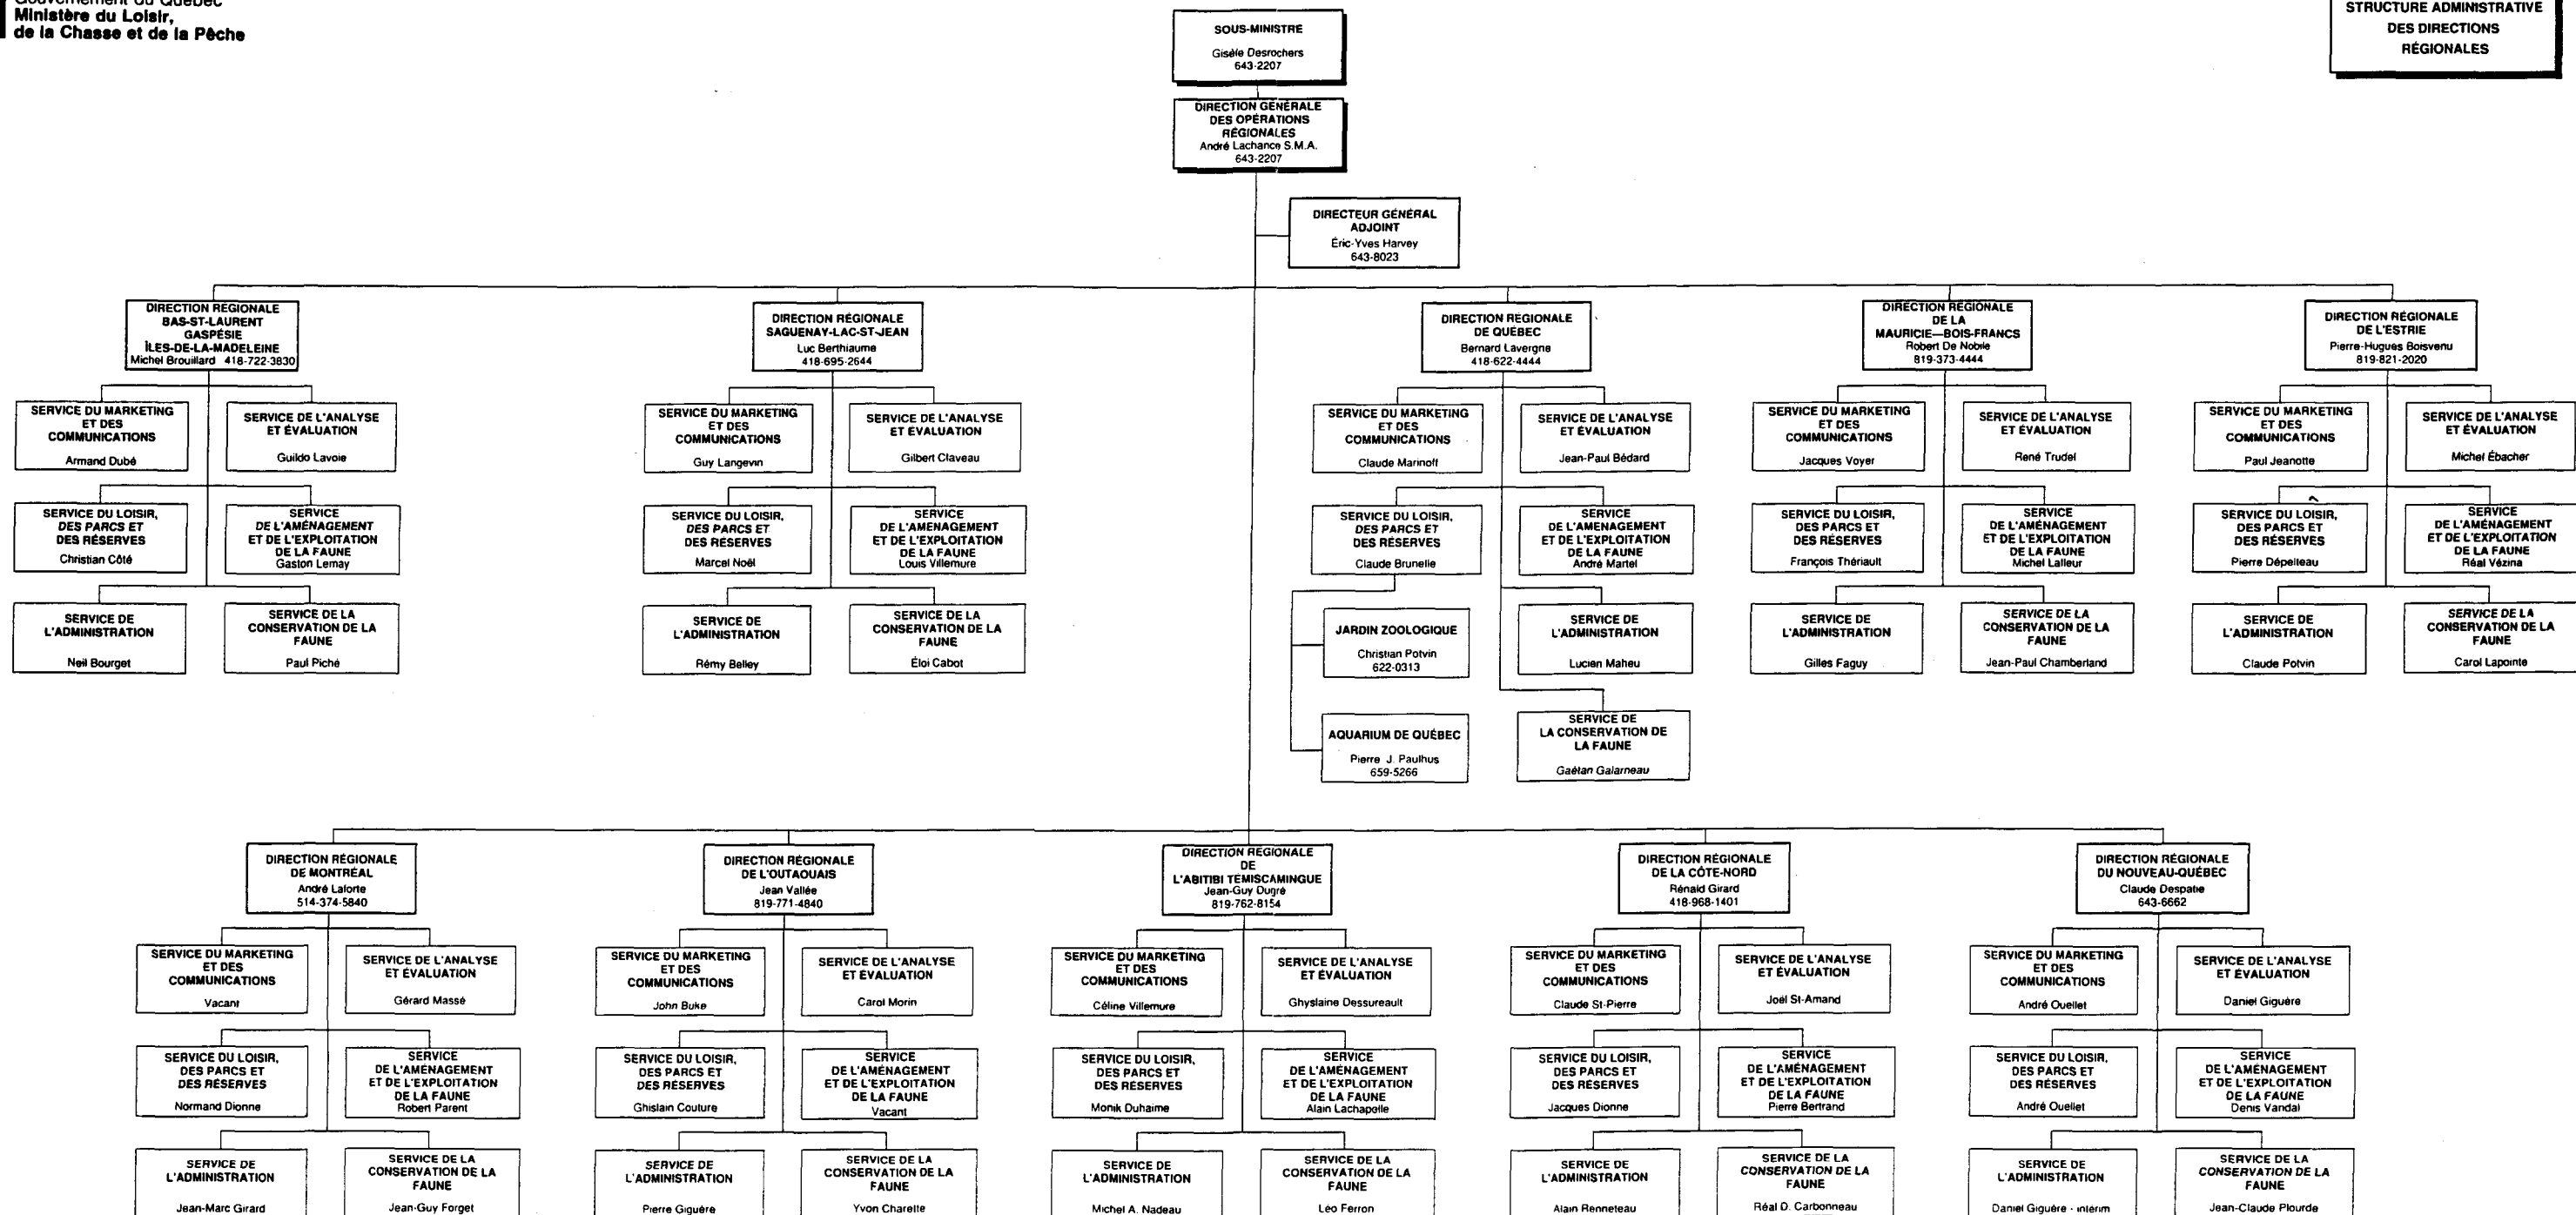 Gouvernement du Québec
Ministère du Loisir,
de la Chasse et de la Pêche
STRUCTURE ADMINISTRATIVE
DES DIRECTIONS
RÉGIONALES
SOUS-MINISTRE
Gisèle Desrochers
643-2207
DIRECTION GÉNÉRALE
DES OPÉRATIONS
RÉGIONALES
André Lachance S.M.A.
643-2207
DIRECTEUR GÉNÉRAL
ADJOINT
Éric-Yves Harvey
643-8023
DIRECTION RÉGIONALE
BAS-ST-LAURENT
GASPÉSIE
ÎLES-DE-LA-MADELEINE
Michel Brouillard 418-722-3830
SERVICE DU MARKETING
ET DES
COMMUNICATIONS
Armand Dubé
SERVICE DE L'ANALYSE
ET ÉVALUATION
Guildo Lavoie
SERVICE DU LOISIR,
DES PARCS ET
DES RÉSERVES
Christian Côté
SERVICE
DE L'AMÉNAGEMENT
ET DE L'EXPLOITATION
DE LA FAUNE
Gaston Lemay
SERVICE DE
L'ADMINISTRATION
Neil Bourget
SERVICE DE LA
CONSERVATION DE LA
FAUNE
Paul Piché
DIRECTION RÉGIONALE
SAGUENAY-LAC-ST-JEAN
Luc Berthiaume
418-695-2644
SERVICE DU MARKETING
ET DES
COMMUNICATIONS
Guy Langevin
SERVICE DE L'ANALYSE
ET ÉVALUATION
Gilbert Claveau
SERVICE DU LOISIR,
DES PARCS ET
DES RÉSERVES
Marcel Noël
SERVICE
DE L'AMÉNAGEMENT
ET DE L'EXPLOITATION
DE LA FAUNE
Louis Villemure
SERVICE DE
L'ADMINISTRATION
Rémy Belley
SERVICE DE LA
CONSERVATION DE LA
FAUNE
Éloi Cabot
DIRECTION RÉGIONALE
DE QUÉBEC
Bernard Lavergne
418-622-4444
SERVICE DU MARKETING
ET DES
COMMUNICATIONS
Claude Marinoff
SERVICE DE L'ANALYSE
ET ÉVALUATION
Jean-Paul Bédard
SERVICE DU LOISIR,
DES PARCS ET
DES RÉSERVES
Claude Brunelle
SERVICE
DE L'AMÉNAGEMENT
ET DE L'EXPLOITATION
DE LA FAUNE
André Martel
JARDIN ZOOLOGIQUE
Christian Potvin
622-0313
SERVICE DE
L'ADMINISTRATION
Lucien Maheu
AQUARIUM DE QUÉBEC
Pierre J. Paulhus
659-5266
SERVICE DE
LA CONSERVATION DE
LA FAUNE
Gaétan Galarneau
DIRECTION RÉGIONALE
DE LA
MAURICIE—BOIS-FRANCS
Robert De Nobile
819-373-4444
SERVICE DU MARKETING
ET DES
COMMUNICATIONS
Jacques Voyer
SERVICE DE L'ANALYSE
ET ÉVALUATION
René Trudel
SERVICE DU LOISIR,
DES PARCS ET
DES RÉSERVES
François Thériault
SERVICE
DE L'AMÉNAGEMENT
ET DE L'EXPLOITATION
DE LA FAUNE
Michel Lalleur
SERVICE DE
L'ADMINISTRATION
Gilles Faguy
SERVICE DE LA
CONSERVATION DE LA
FAUNE
Jean-Paul Chamberland
DIRECTION RÉGIONALE
DE L'ESTRIE
Pierre-Hugues Boisvenu
819-821-2020
SERVICE DU MARKETING
ET DES
COMMUNICATIONS
Paul Jeanotte
SERVICE DE L'ANALYSE
ET ÉVALUATION
Michel Ébacher
SERVICE DU LOISIR,
DES PARCS ET
DES RÉSERVES
Pierre Dépelteau
SERVICE
DE L'AMÉNAGEMENT
ET DE L'EXPLOITATION
DE LA FAUNE
Réal Vézina
SERVICE DE
L'ADMINISTRATION
Claude Potvin
SERVICE DE LA
CONSERVATION DE LA
FAUNE
Carol Lapointe
DIRECTION RÉGIONALE
DE MONTRÉAL
André Laforte
514-374-5840
SERVICE DU MARKETING
ET DES
COMMUNICATIONS
Vacant
SERVICE DE L'ANALYSE
ET ÉVALUATION
Gérard Massé
SERVICE DU LOISIR,
DES PARCS ET
DES RÉSERVES
Normand Dionne
SERVICE
DE L'AMÉNAGEMENT
ET DE L'EXPLOITATION
DE LA FAUNE
Robert Parent
SERVICE DE
L'ADMINISTRATION
Jean-Marc Girard
SERVICE DE LA
CONSERVATION DE LA
FAUNE
Jean-Guy Forget
DIRECTION RÉGIONALE
DE L'OUTAOUAIS
Jean Vallée
819-771-4840
SERVICE DU MARKETING
ET DES
COMMUNICATIONS
John Buke
SERVICE DE L'ANALYSE
ET ÉVALUATION
Carol Morin
SERVICE DU LOISIR,
DES PARCS ET
DES RÉSERVES
Ghislain Couture
SERVICE
DE L'AMÉNAGEMENT
ET DE L'EXPLOITATION
DE LA FAUNE
Vacant
SERVICE DE
L'ADMINISTRATION
Pierre Giguère
SERVICE DE LA
CONSERVATION DE LA
FAUNE
Yvon Charette
DIRECTION RÉGIONALE
DE
L'ABITIBI TÉMISCAMINGUE
Jean-Guy Dugré
819-762-8154
SERVICE DU MARKETING
ET DES
COMMUNICATIONS
Céline Villemure
SERVICE DE L'ANALYSE
ET ÉVALUATION
Ghyslaine Dessureault
SERVICE DU LOISIR,
DES PARCS ET
DES RÉSERVES
Monik Duhaime
SERVICE
DE L'AMÉNAGEMENT
ET DE L'EXPLOITATION
DE LA FAUNE
Alain Lachapelle
SERVICE DE
L'ADMINISTRATION
Michel A. Nadeau
SERVICE DE LA
CONSERVATION DE LA
FAUNE
Léo Ferron
DIRECTION RÉGIONALE
DE LA CÔTE-NORD
Rénald Girard
418-968-1401
SERVICE DU MARKETING
ET DES
COMMUNICATIONS
Claude St-Pierre
SERVICE DE L'ANALYSE
ET ÉVALUATION
Joël St-Amand
SERVICE DU LOISIR,
DES PARCS ET
DES RÉSERVES
Jacques Dionne
SERVICE
DE L'AMÉNAGEMENT
ET DE L'EXPLOITATION
DE LA FAUNE
Pierre Bertrand
SERVICE DE
L'ADMINISTRATION
Alain Renneteau
SERVICE DE LA
CONSERVATION DE LA
FAUNE
Réal D. Carbonneau
DIRECTION RÉGIONALE
DU NOUVEAU-QUÉBEC
Claude Despatie
643-6662
SERVICE DU MARKETING
ET DES
COMMUNICATIONS
André Ouellet
SERVICE DE L'ANALYSE
ET ÉVALUATION
Daniel Giguère
SERVICE DU LOISIR,
DES PARCS ET
DES RÉSERVES
André Ouellet
SERVICE
DE L'AMÉNAGEMENT
ET DE L'EXPLOITATION
DE LA FAUNE
Denis Vandal
SERVICE DE
L'ADMINISTRATION
Daniel Giguère - intérim
SERVICE DE LA
CONSERVATION DE LA
FAUNE
Jean-Claude Plourde